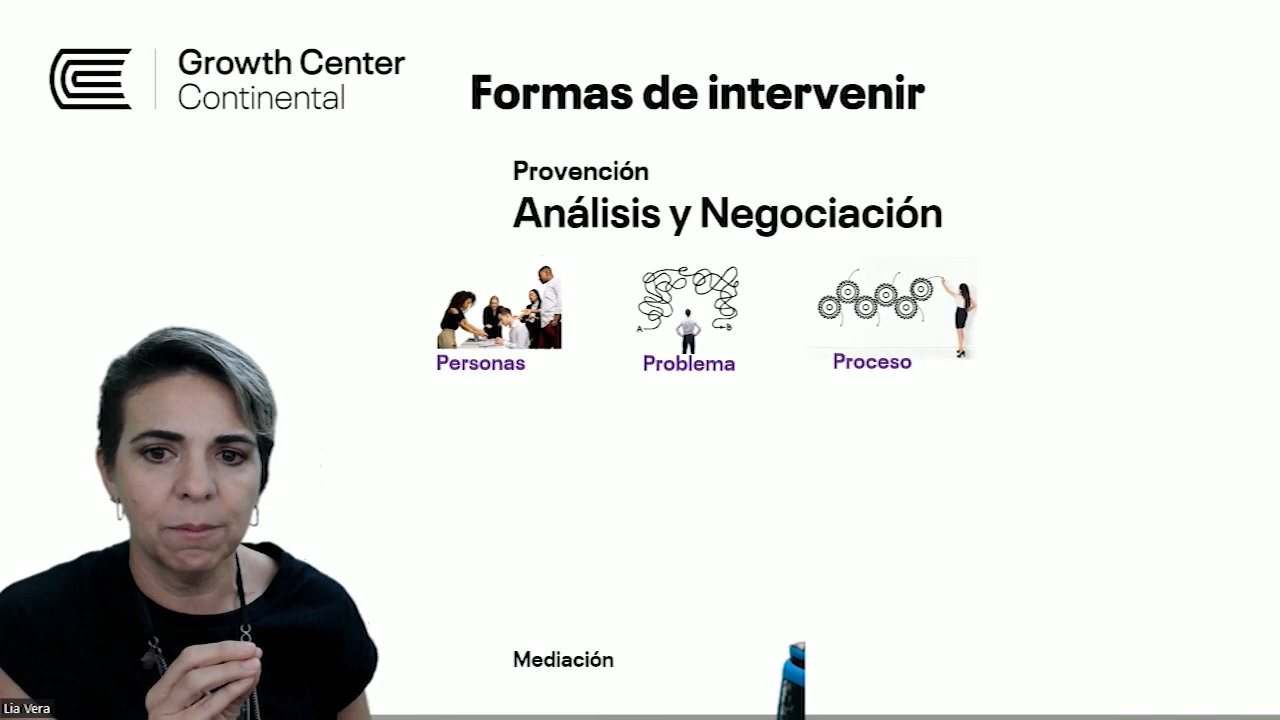 Growth Center
Continental
Formas de intervenir
Provención
Análisis y Negociación
A
B
Personas
Problema
Proceso
Mediación
Lia Vera